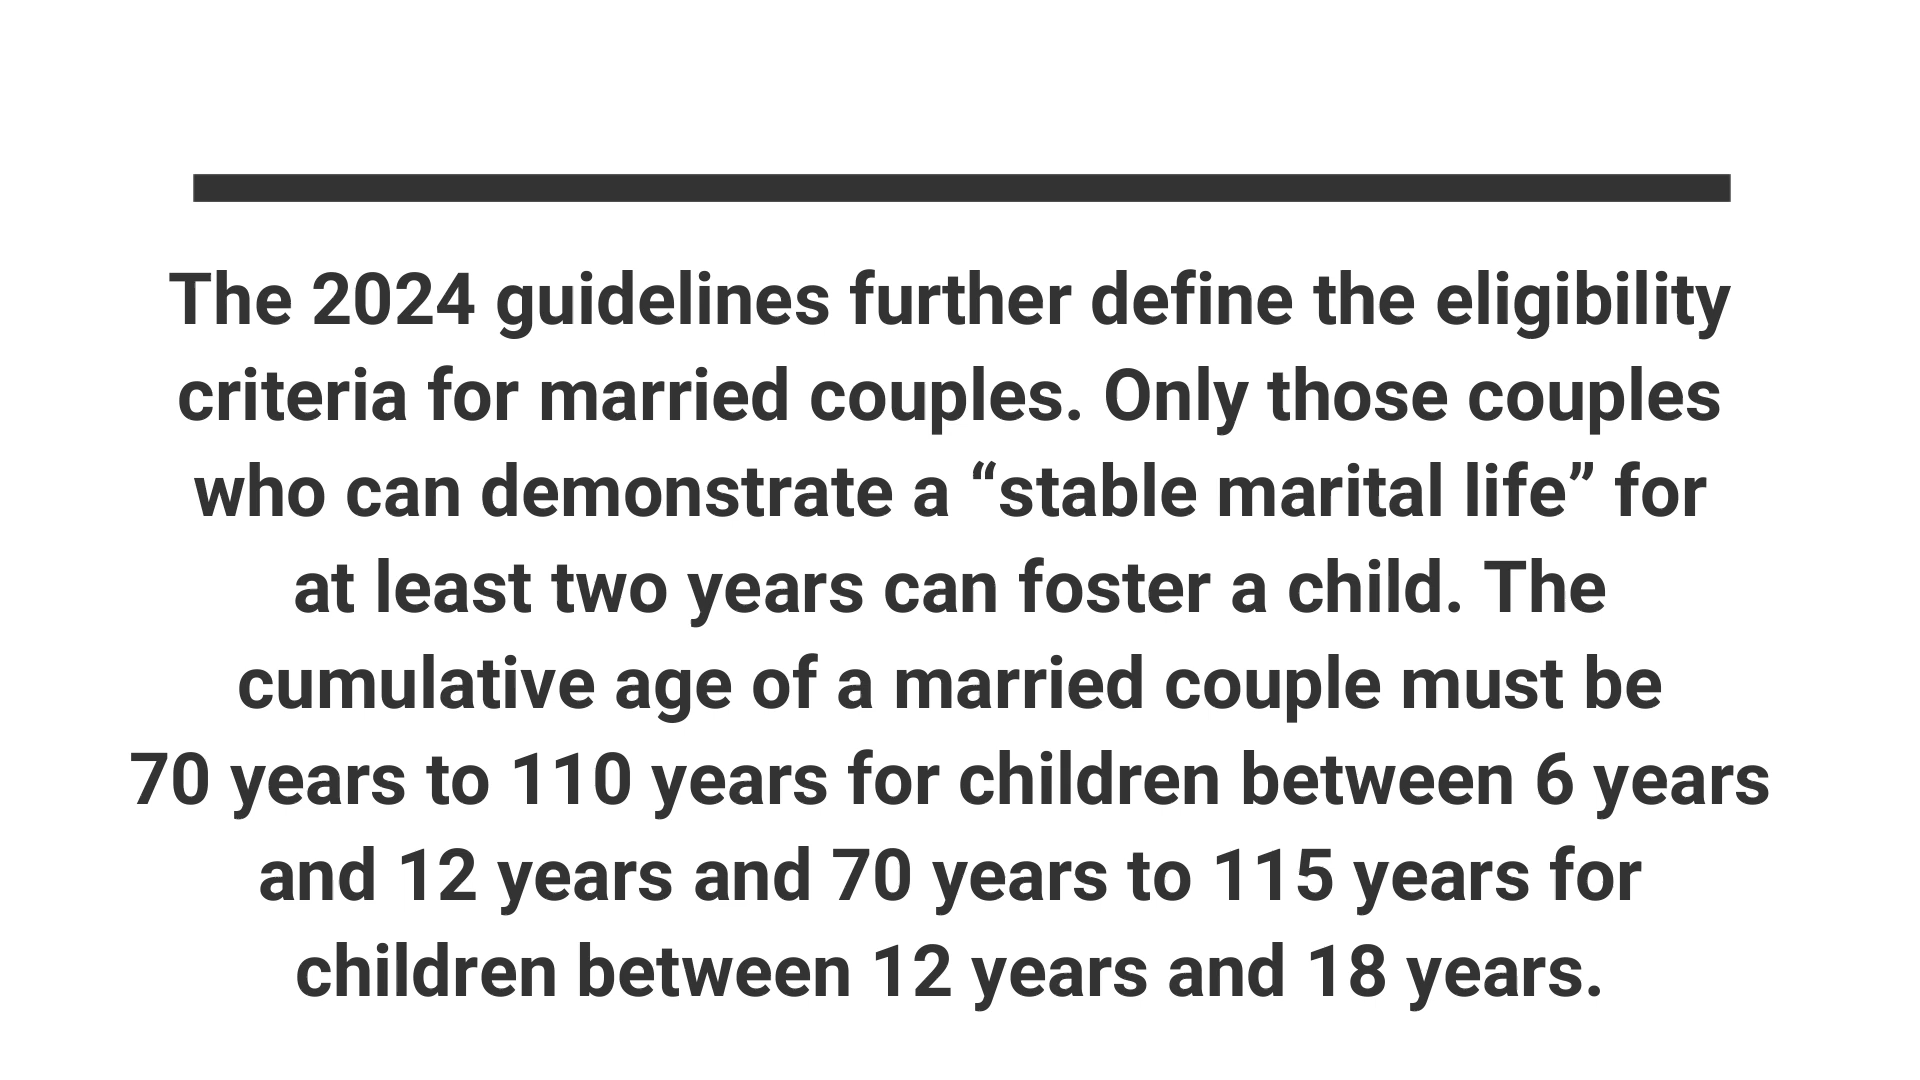 The 2024 guidelines further define the eligibility
criteria for married couples. Only those couples
who can demonstrate a “stable marital life” for
at least two years can foster a child. The
cumulative age of a married couple must be
70 years to 110 years for children between 6 years
and 12 years and 70 years to 115 years for
children between 12 years and 18 years.